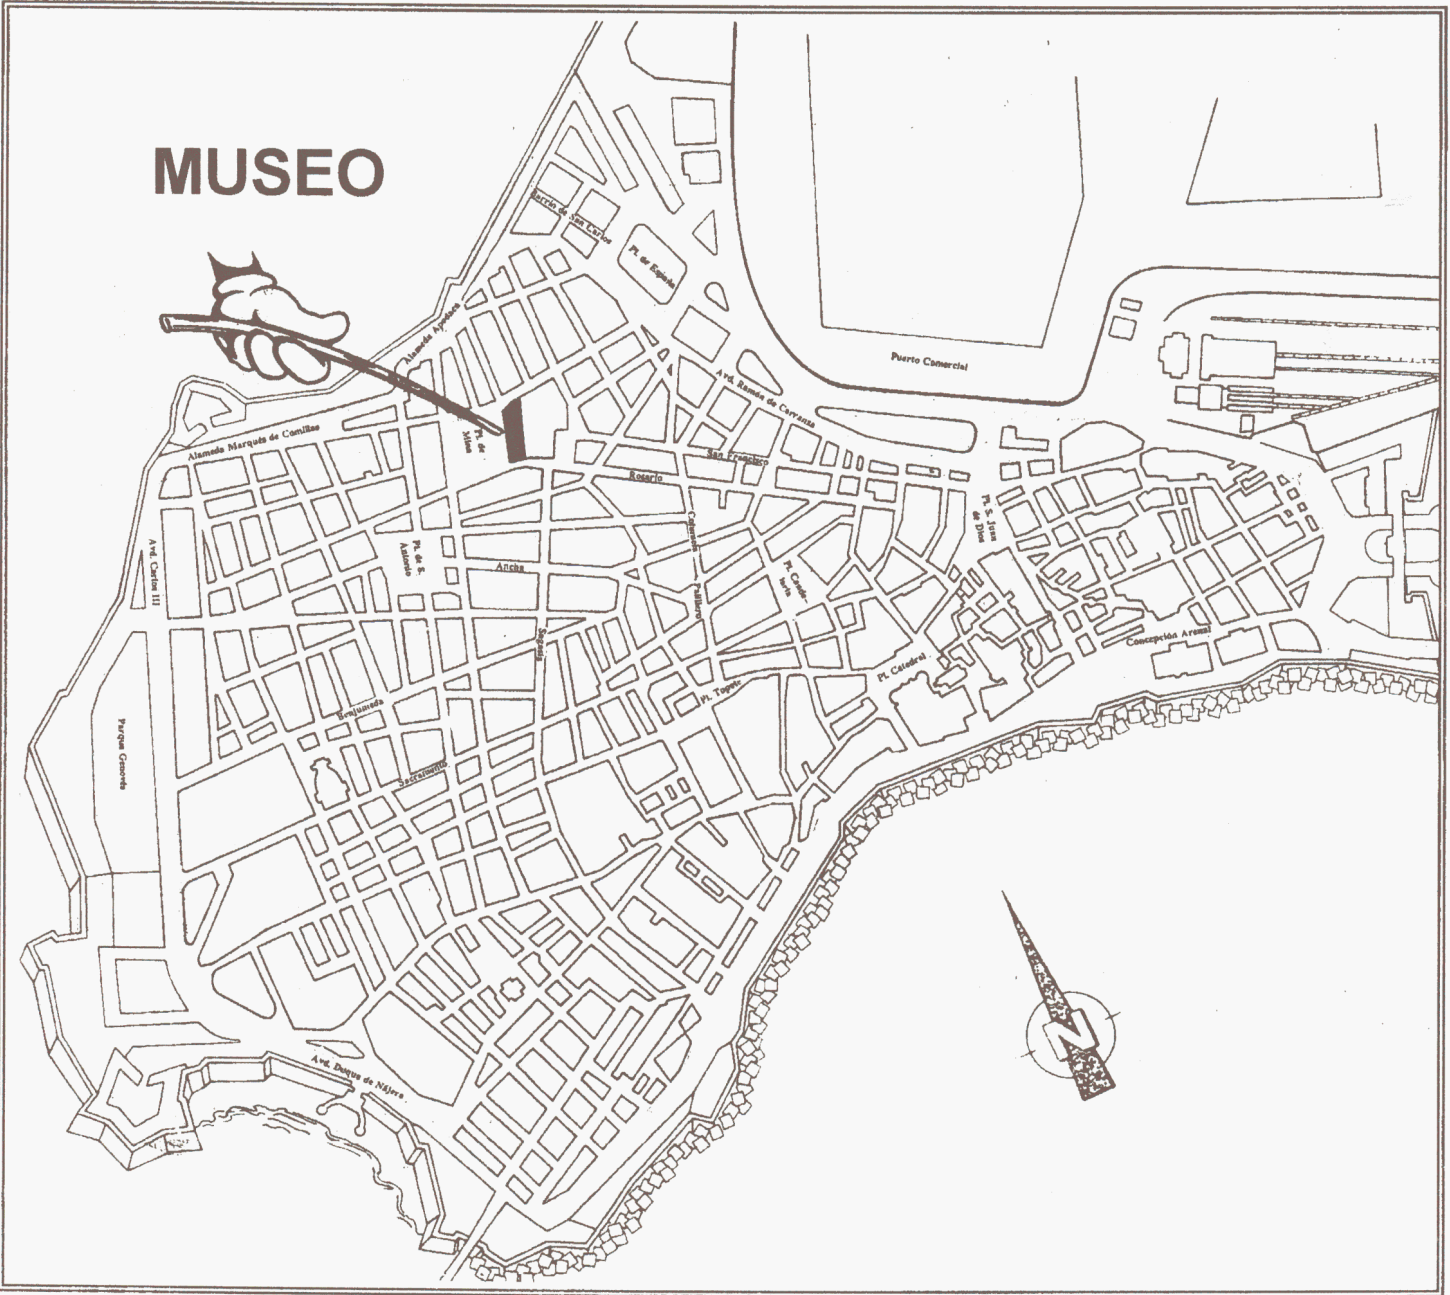 MUSEO
Barrio de San Carlos
Pl. de España
Alameda Apodaca
Puerto Comercial
Avd. Ramón de Carranza
Alameda Marqués de Comillas
Pl. de
Mina
San Francisco
Rosario
Pl. S. Juan
de Dios
Columela
Avd. Carlos III
Pl. de S.
Antonio
Ancha
Pl. Cande-
laria
Palillero
Sagasta
Concepción Arenal
Pl. Catedral
Pl. Topete
Benjumeda
Parque Genovés
Sacramento
N
Avd. Duque de Nájera